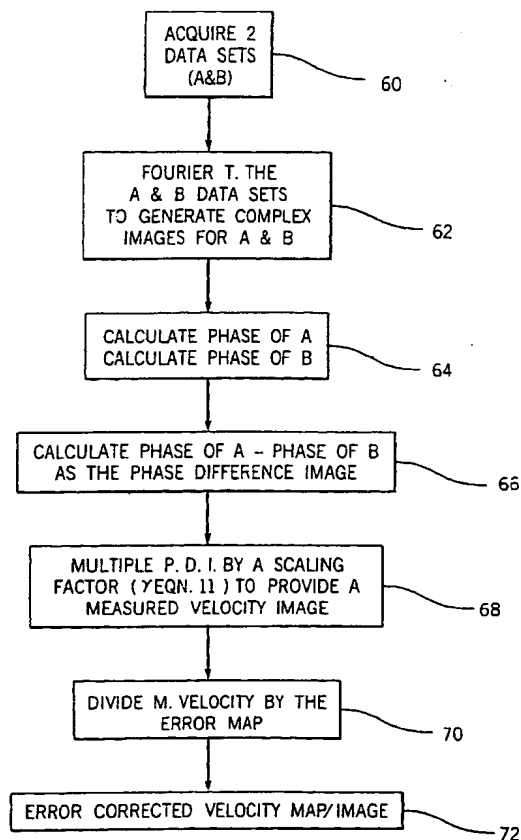 ACQUIRE 2
DATA SETS
(A&B)
60
FOURIER T. THE
A & B DATA SETS
TO GENERATE COMPLEX
IMAGES FOR A & B
62
CALCULATE PHASE OF A
CALCULATE PHASE OF B
64
CALCULATE PHASE OF A - PHASE OF B
AS THE PHASE DIFFERENCE IMAGE
66
MULTIPLE P. D. I. BY A SCALING
FACTOR (γEQN. 11) TO PROVIDE A
MEASURED VELOCITY IMAGE
68
DIVIDE M. VELOCITY BY THE
ERROR MAP
70
ERROR CORRECTED VELOCITY MAP/IMAGE
72